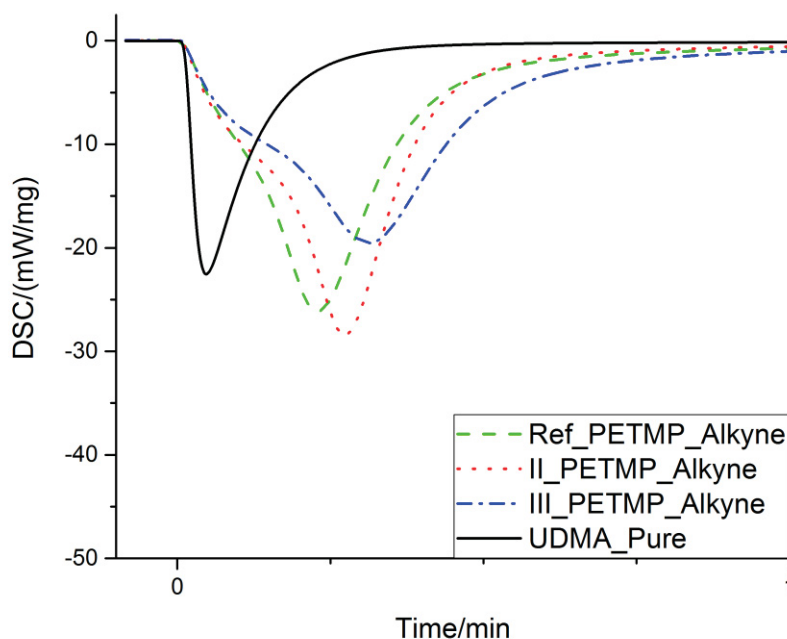 DSC/(mW/mg)
0
-10
-20
-30
-40
-50
Ref_PETMP_Alkyne
II_PETMP_Alkyne
III_PETMP_Alkyne
UDMA_Pure
0
Time/min